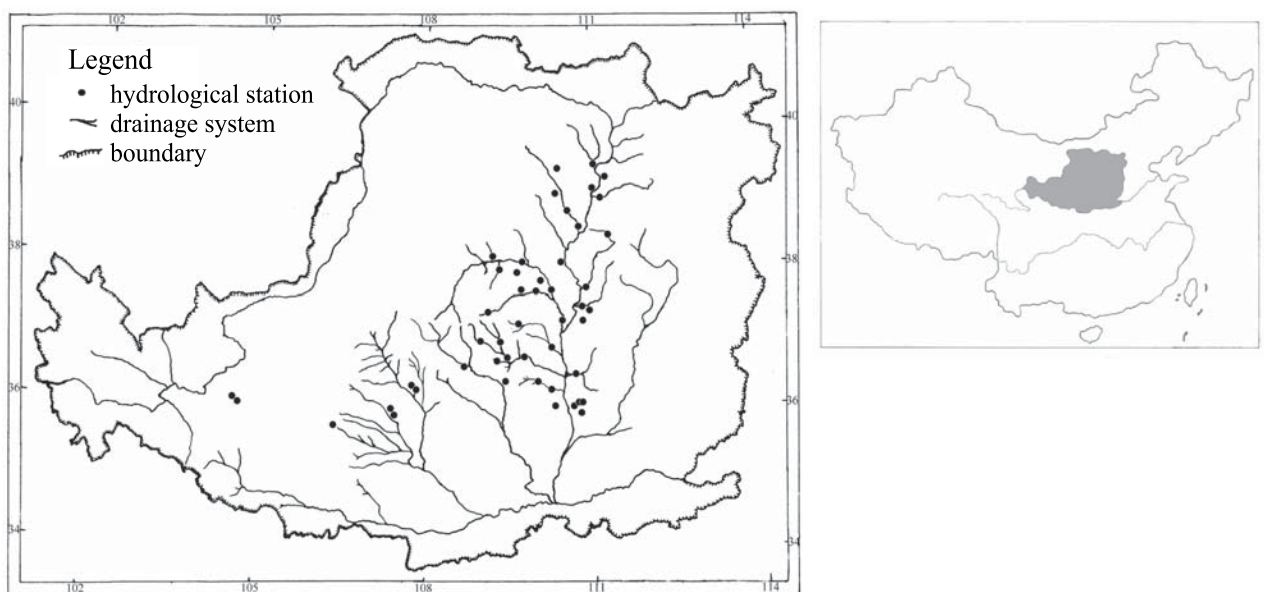 102 105 108 111 114
Legend
hydrological station
drainage system
boundary
40 40
38 38
36 36
34 34
102 105 108 111 114